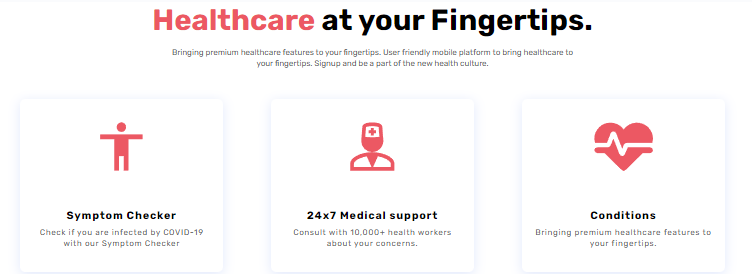 Healthcare at your Fingertips.
Bringing premium healthcare features to your fingertips. User friendly mobile platform to bring healthcare to
your fingertips. Signup and be a part of the new health culture.
Symptom Checker
Check if you are infected by COVID-19
with our Symptom Checker
24x7 Medical support
Consult with 10,000+ health workers
about your concerns.
Conditions
Bringing premium healthcare features to
your fingertips.